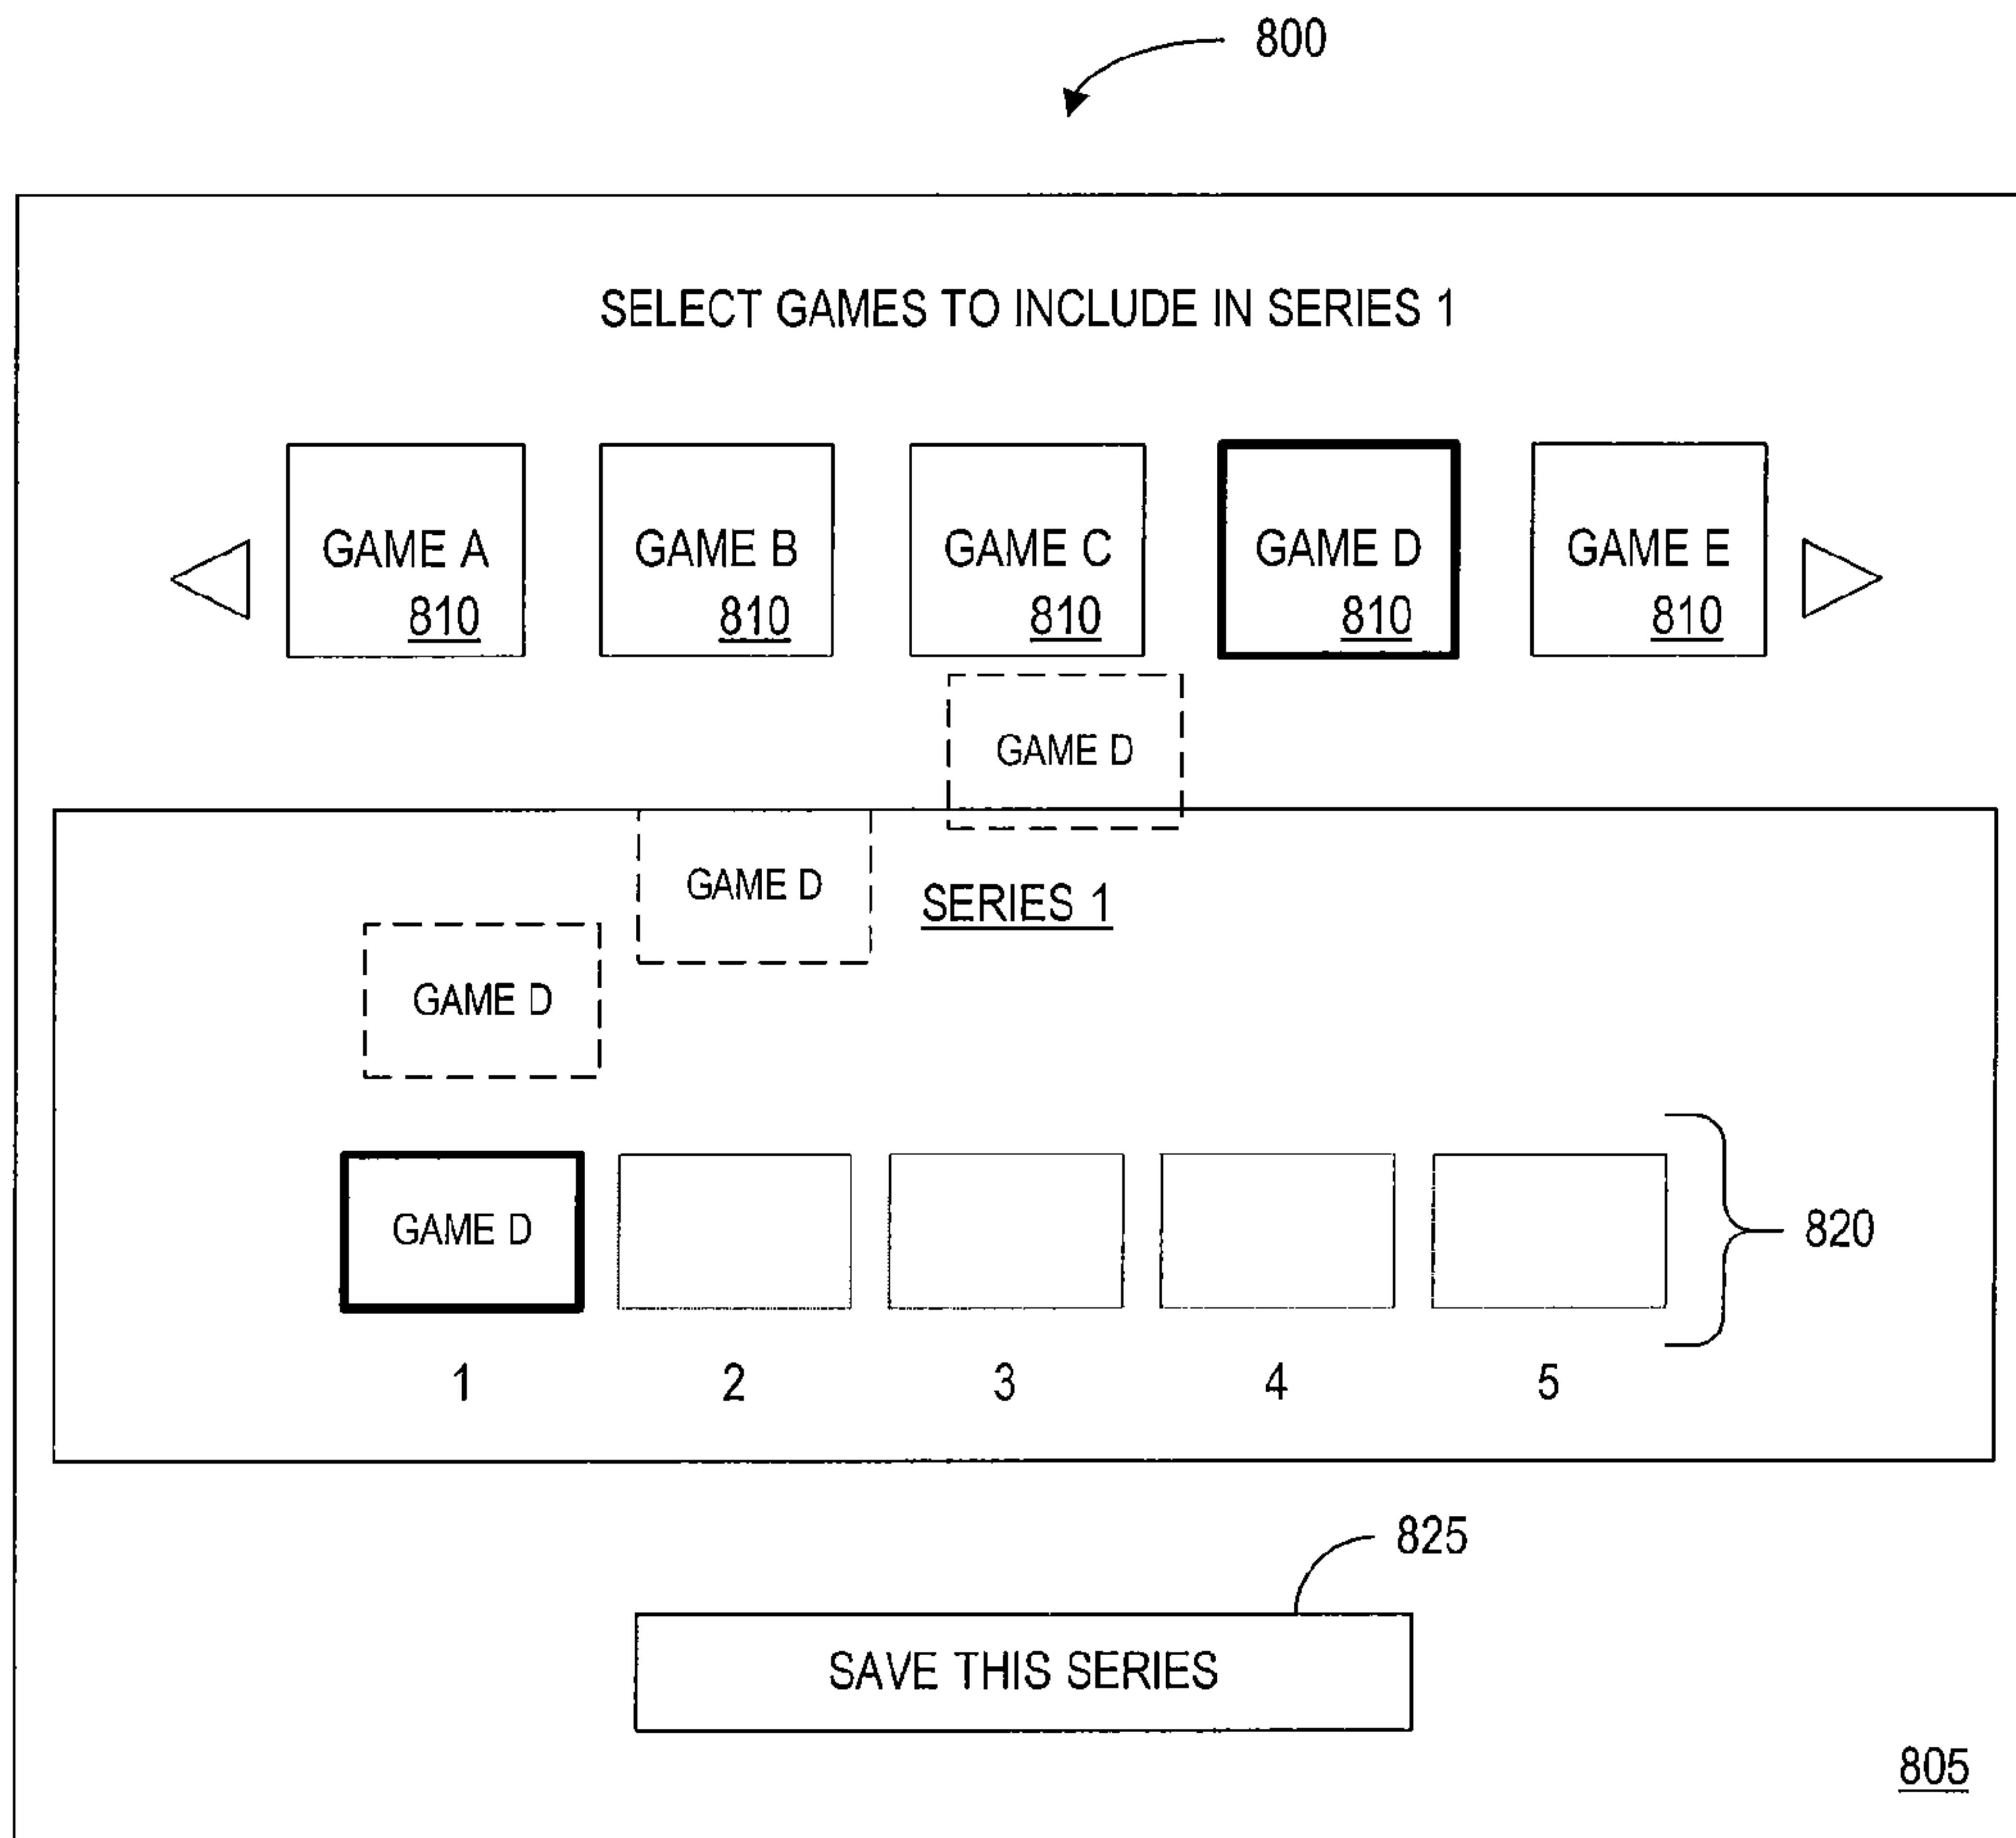 800
SELECT GAMES TO INCLUDE IN SERIES 1
GAME A
810
GAME B
810
GAME C
810
GAME D
810
GAME E
810
GAME D
GAME D
SERIES 1
GAME D
GAME D
820
1 2 3 4 5
825
SAVE THIS SERIES
805